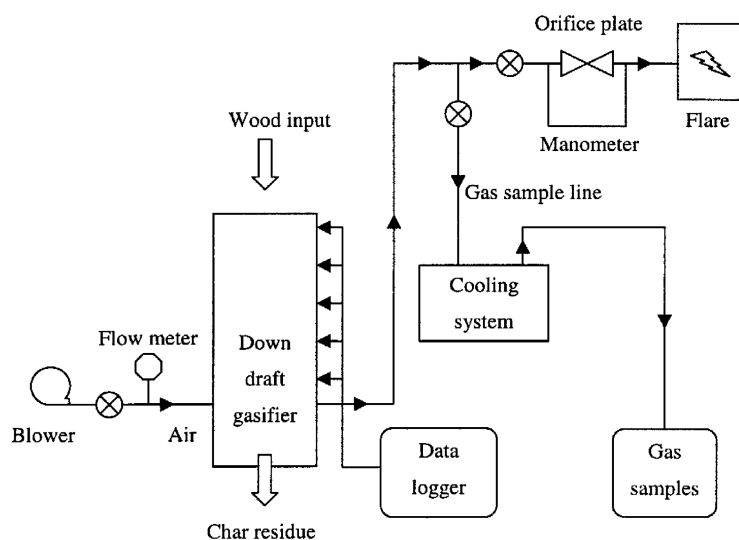 Orifice plate
Wood input
Manometer
Flare
Gas sample line
Cooling
system
Flow meter
Down
draft
gasifier
Blower
Air
Data
logger
Gas
samples
Char residue